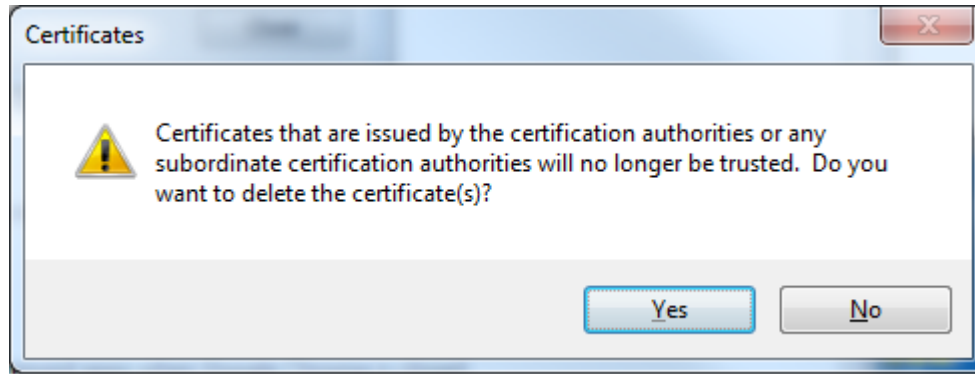 Certificates
Certificates that are issued by the certification authorities or any
subordinate certification authorities will no longer be trusted.  Do you
want to delete the certificate(s)?
Yes
No